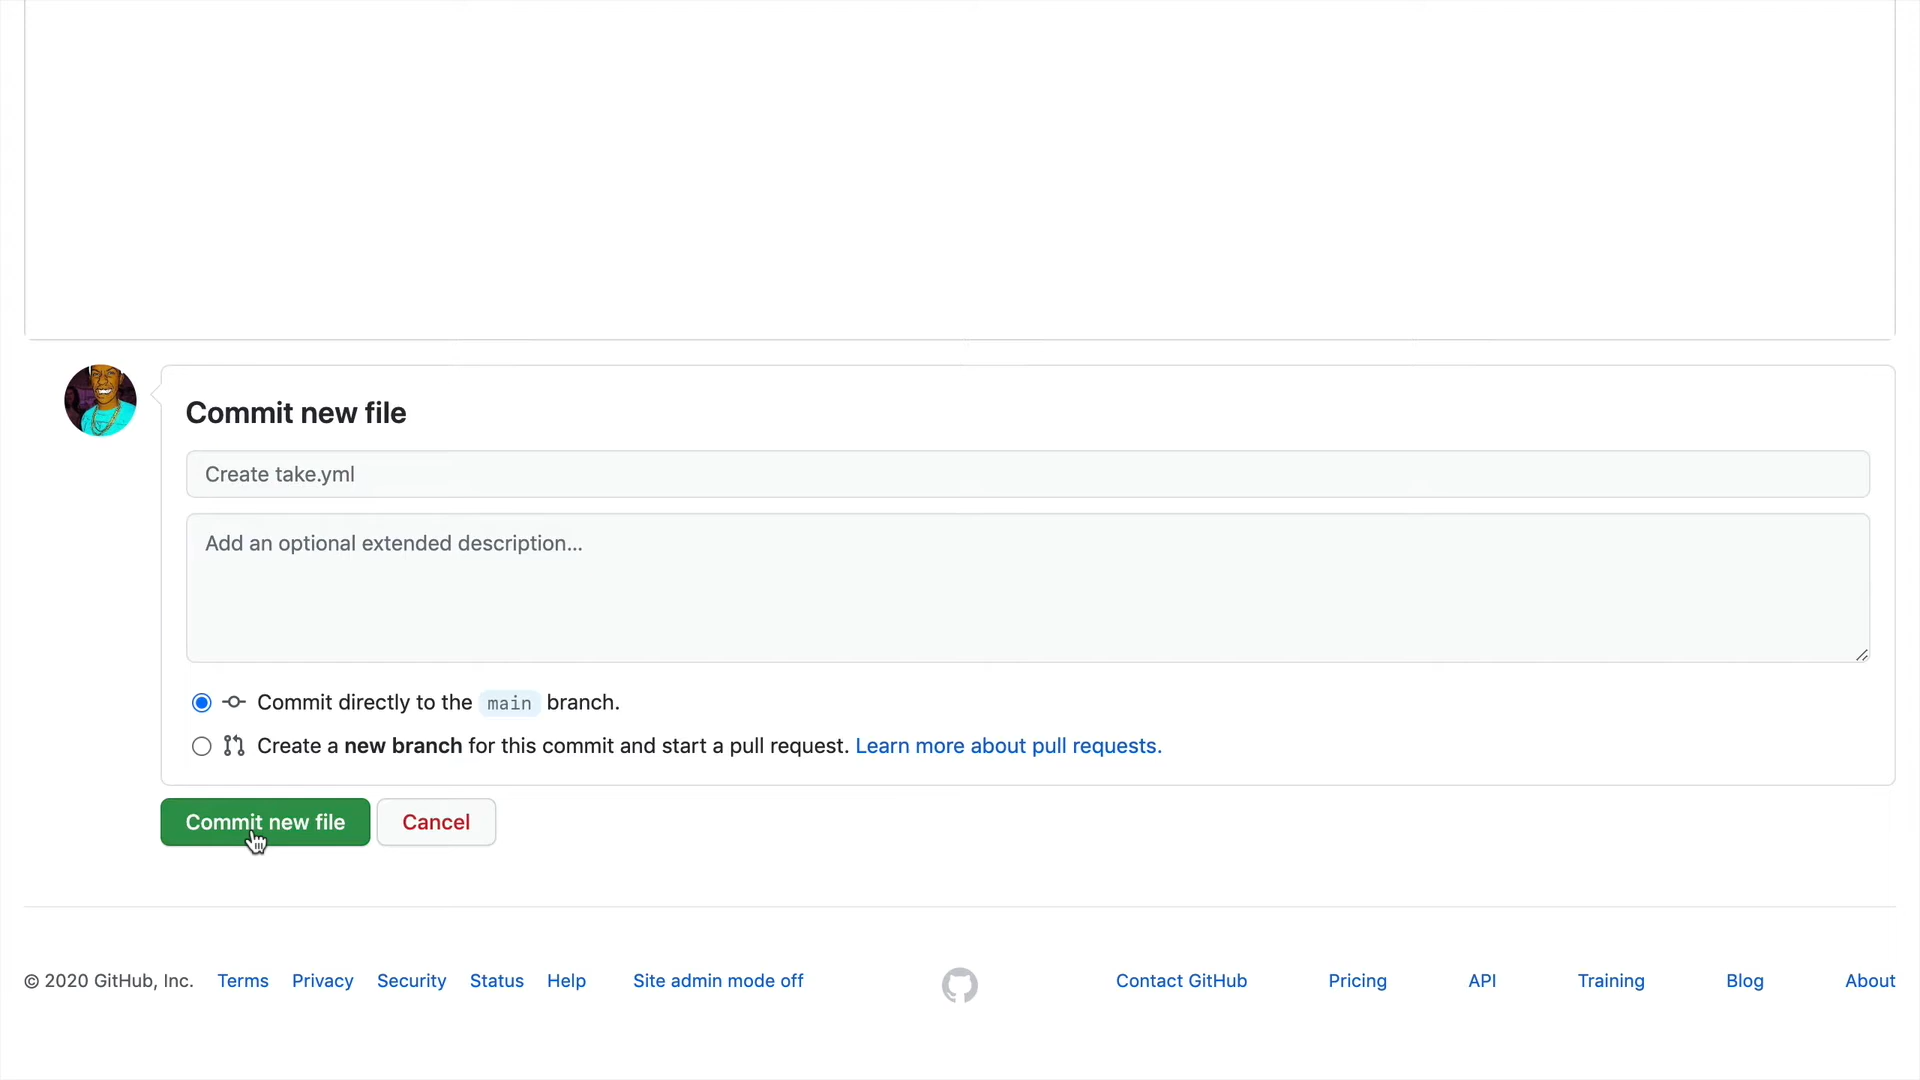 Commit new file
Create take.yml
Add an optional extended description...
Commit directly to the main branch.
Create a new branch for this commit and start a pull request. Learn more about pull requests.
Commit new file Cancel
© 2020 GitHub, Inc. Terms Privacy Security Status Help Site admin mode off Contact GitHub Pricing API Training Blog About